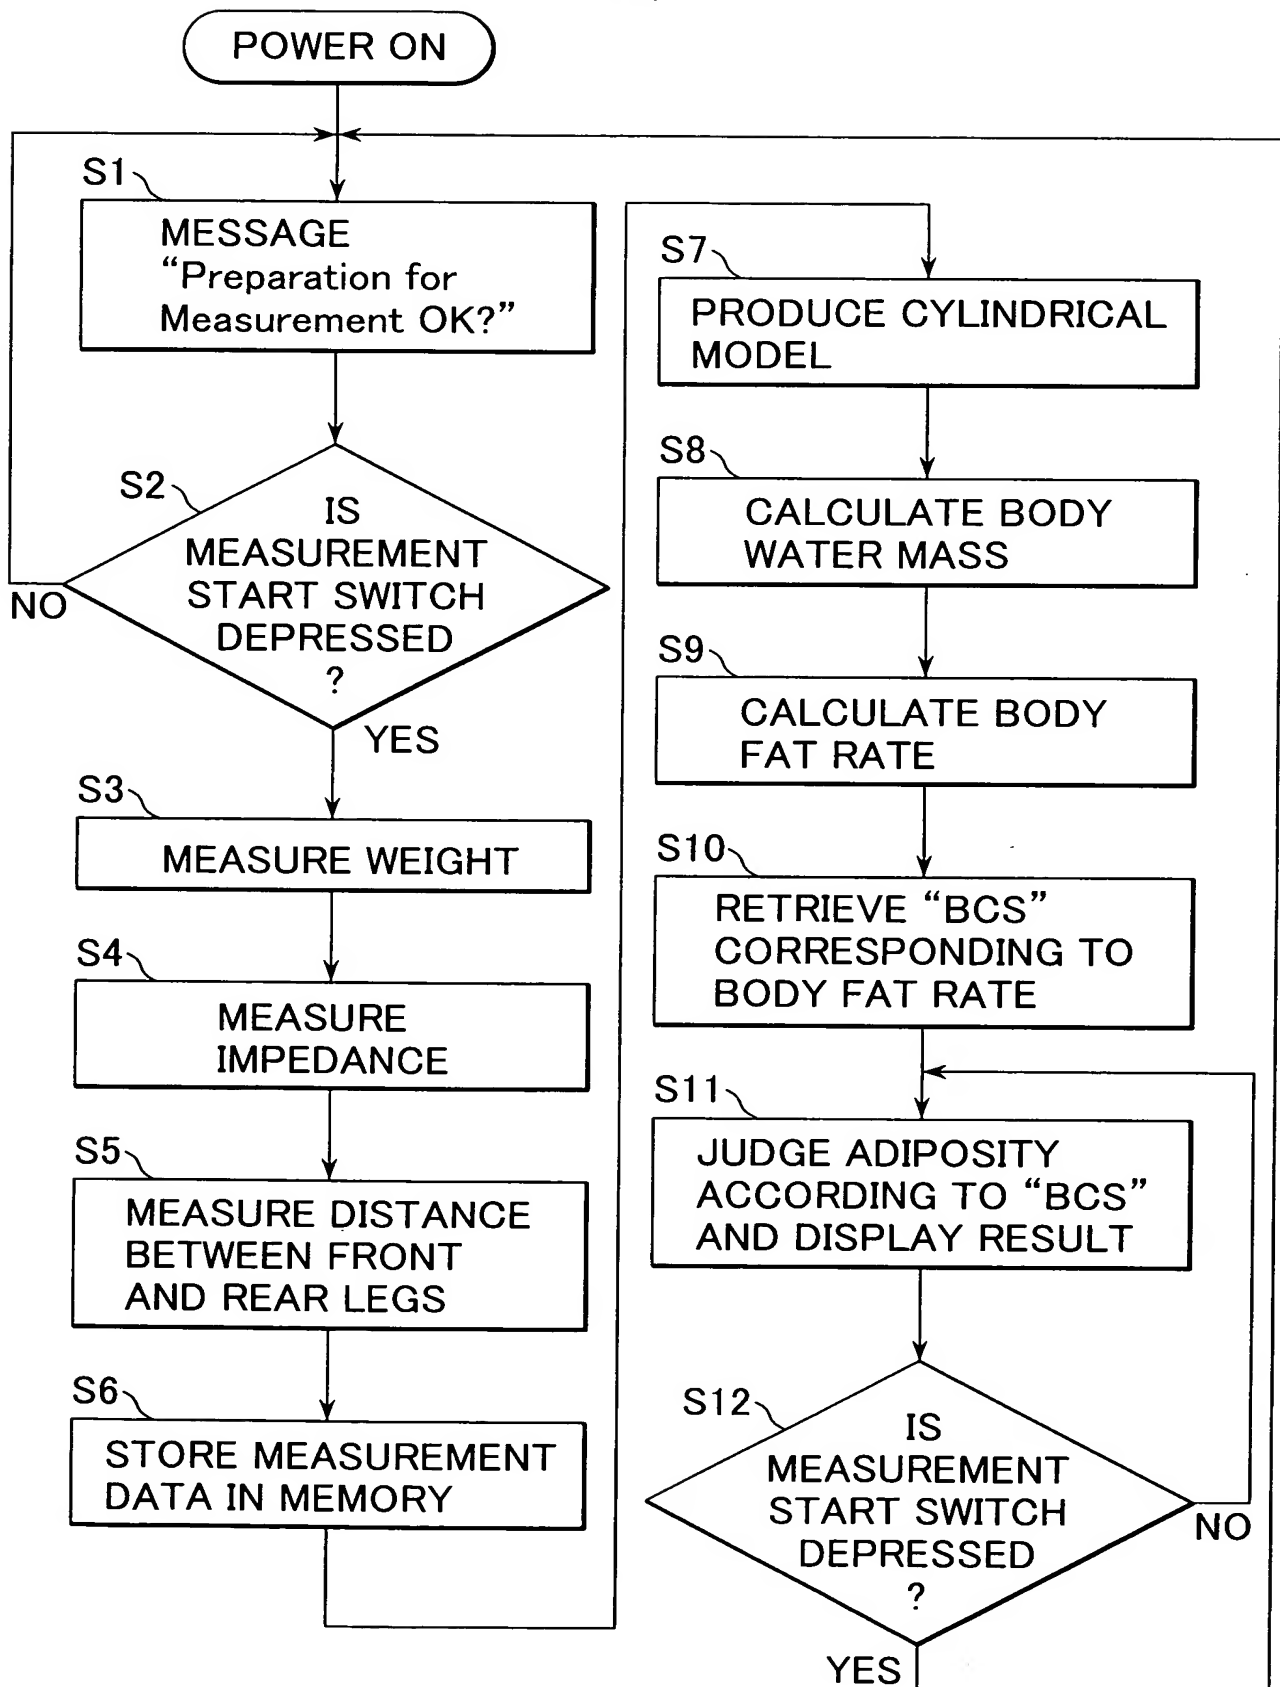 POWER ON
S1
MESSAGE
“Preparation for
Measurement OK?”
S2
IS
MEASUREMENT
START SWITCH
DEPRESSED
?
NO
YES
S3
MEASURE WEIGHT
S4
MEASURE
IMPEDANCE
S5
MEASURE DISTANCE
BETWEEN FRONT
AND REAR LEGS
S6
STORE MEASUREMENT
DATA IN MEMORY
S7
PRODUCE CYLINDRICAL
MODEL
S8
CALCULATE BODY
WATER MASS
S9
CALCULATE BODY
FAT RATE
S10
RETRIEVE “BCS”
CORRESPONDING TO
BODY FAT RATE
S11
JUDGE ADIPOSITY
ACCORDING TO “BCS”
AND DISPLAY RESULT
S12
IS
MEASUREMENT
START SWITCH
DEPRESSED
?
NO
YES